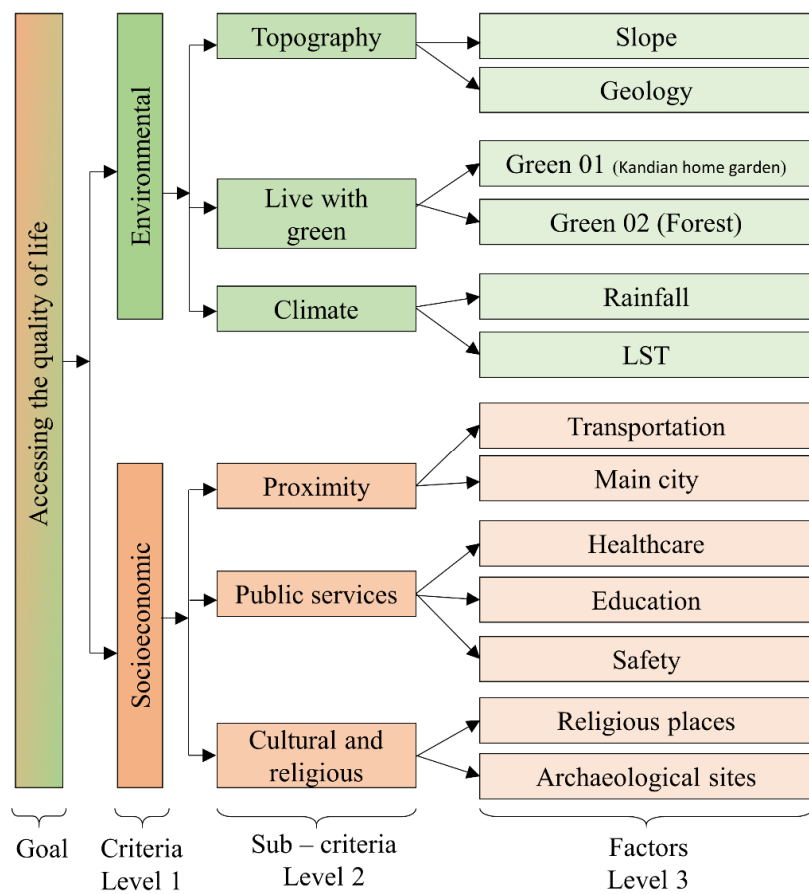 Accessing the quality of life
Environmental
Topography
Slope
Geology
Live with
green
Green 01 (Kandian home garden)
Green 02 (Forest)
Climate
Rainfall
LST
Socioeconomic
Proximity
Transportation
Main city
Public services
Healthcare
Education
Safety
Cultural and
religious
Religious places
Archaeological sites
Goal
Criteria
Level 1
Sub – criteria
Level 2
Factors
Level 3